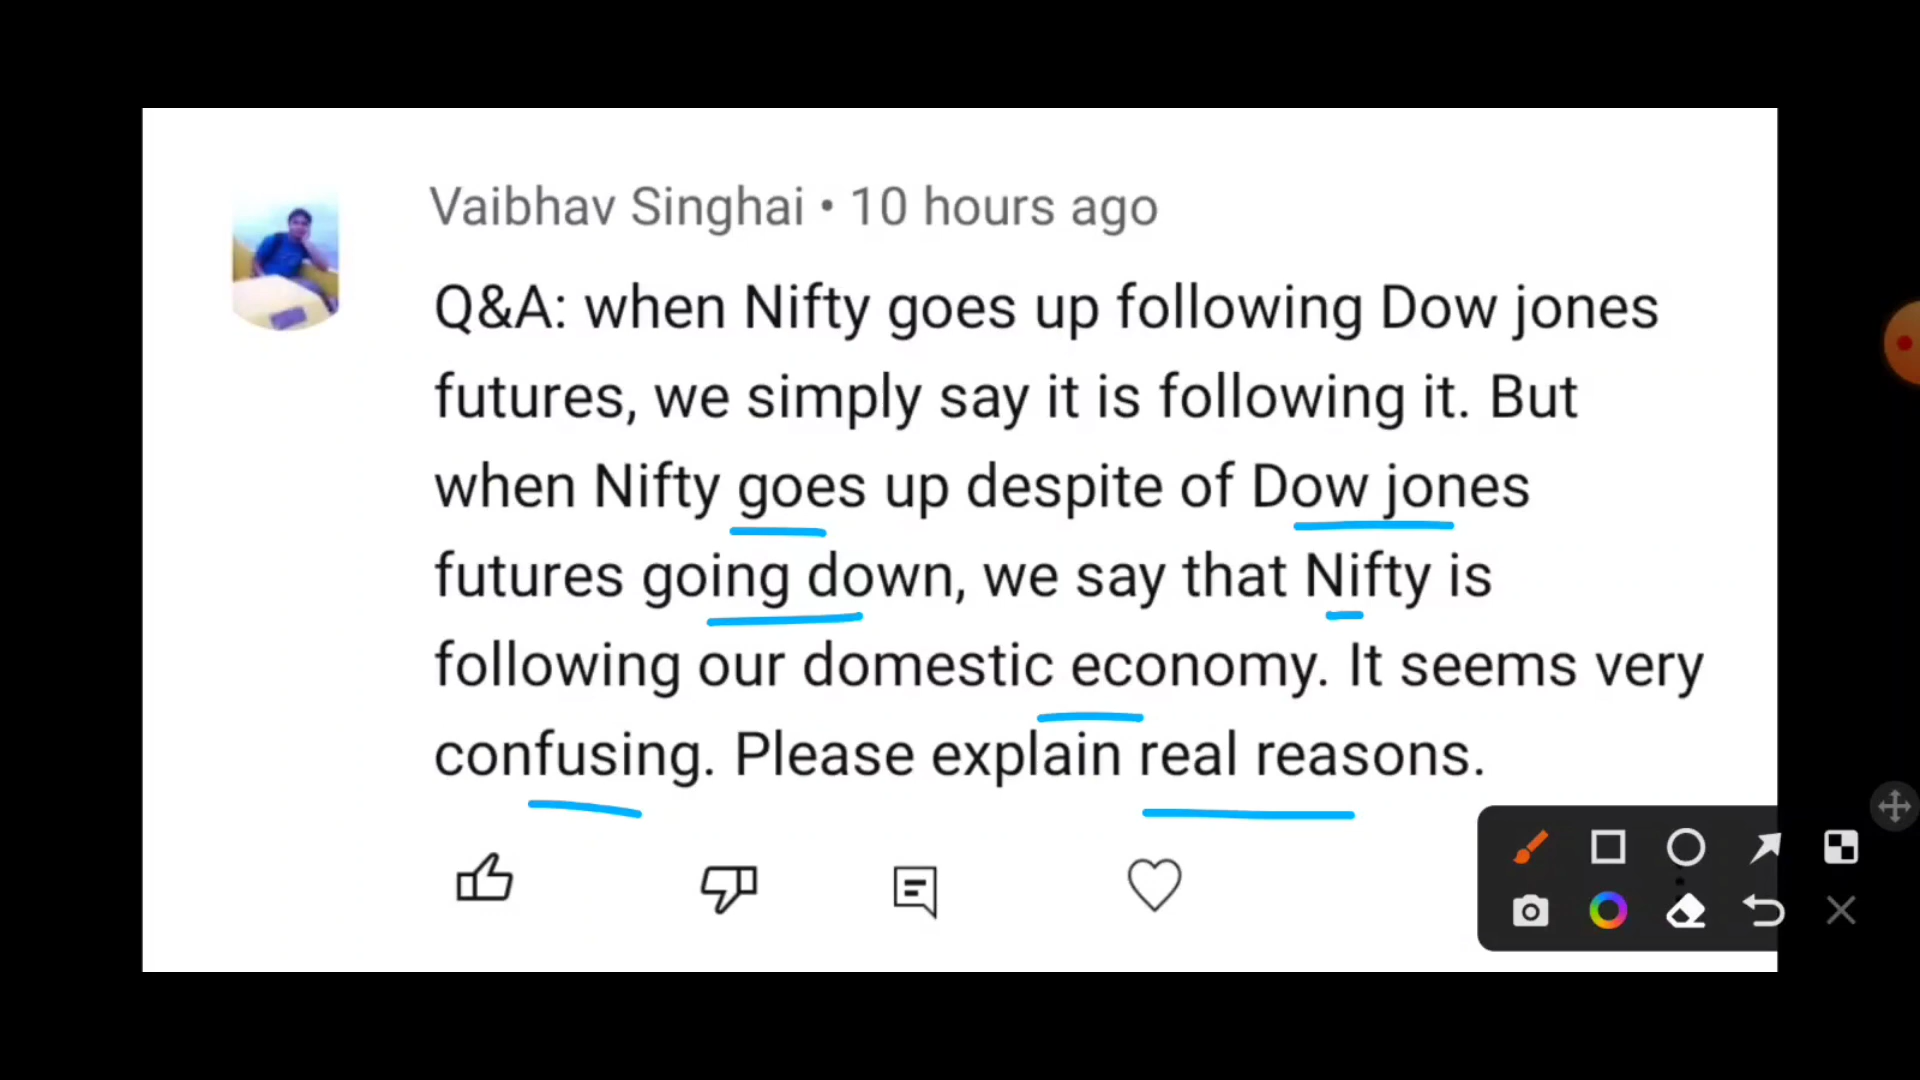 Vaibhav Singhai • 10 hours ago
Q&A: when Nifty goes up following Dow jones
futures, we simply say it is following it. But
when Nifty goes up despite of Dow jones
futures going down, we say that Nifty is
following our domestic economy. It seems very
confusing. Please explain real reasons.